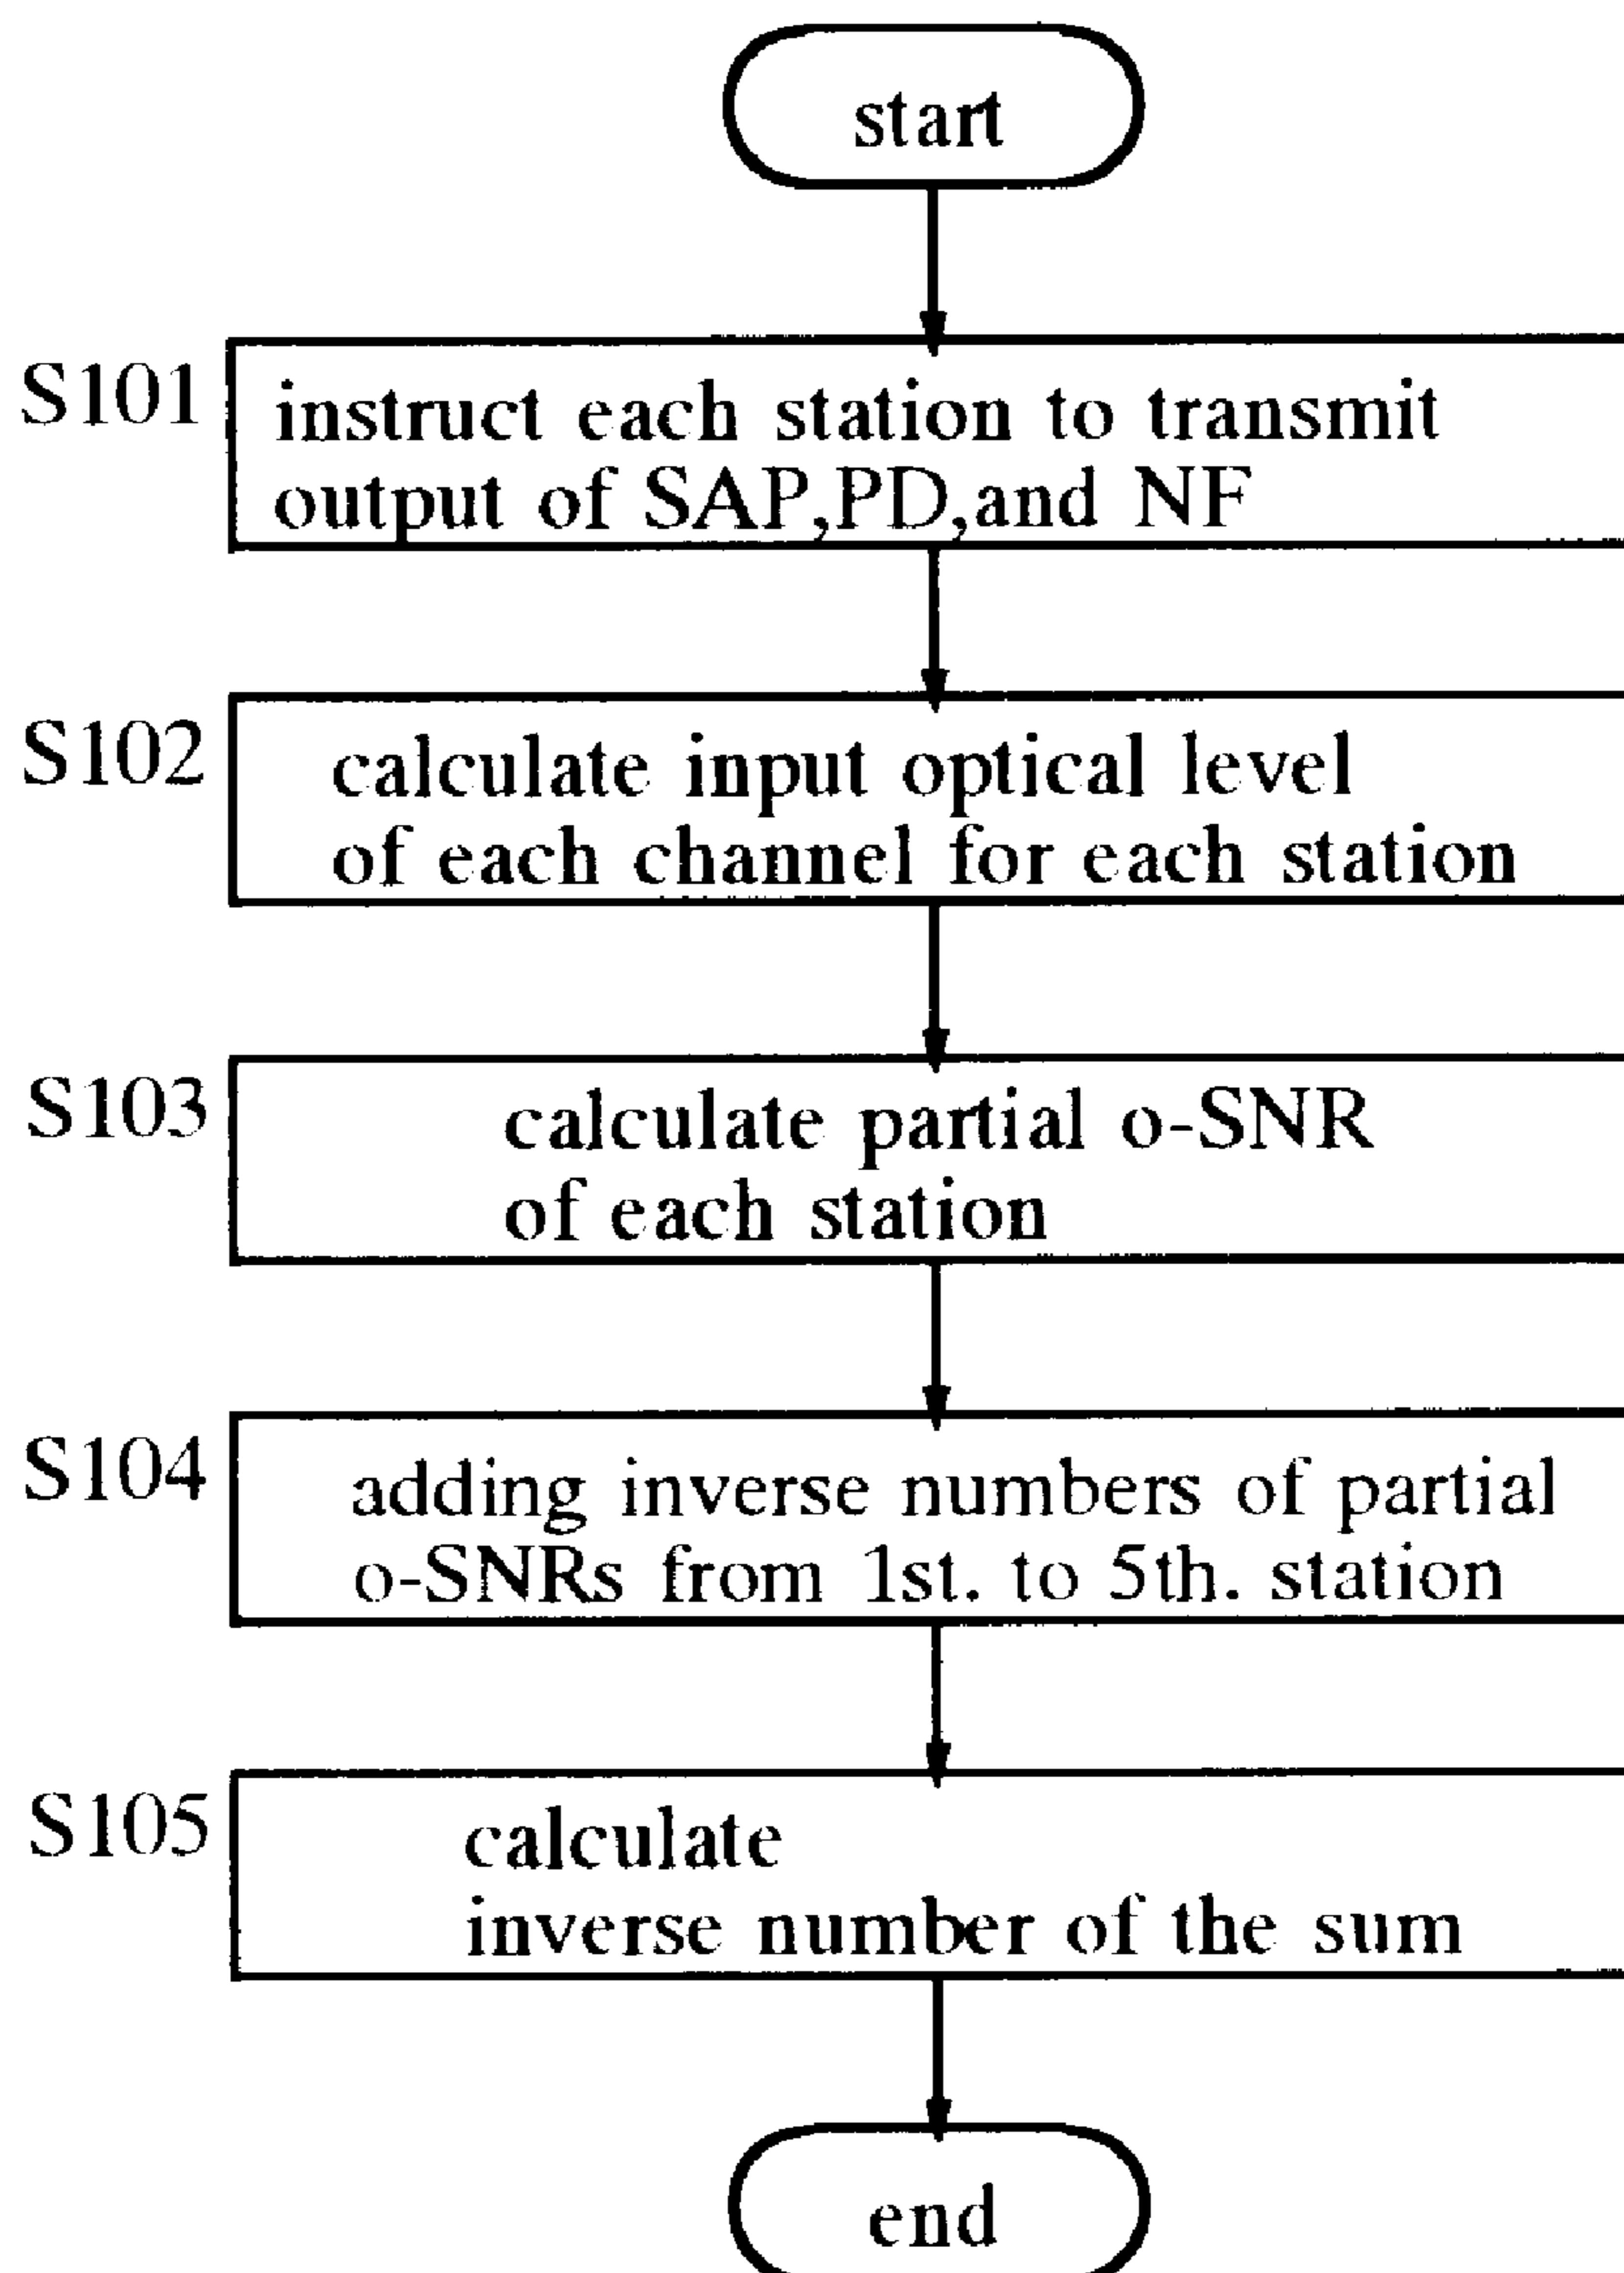 start
S101
instruct each station to transmit
output of SAP,PD,and NF
S102
calculate input optical level
of each channel for each station
S103
calculate partial o-SNR
of each station
S104
adding inverse numbers of partial
o-SNRs from 1st. to 5th. station
S105
calculate
inverse number of the sum
end